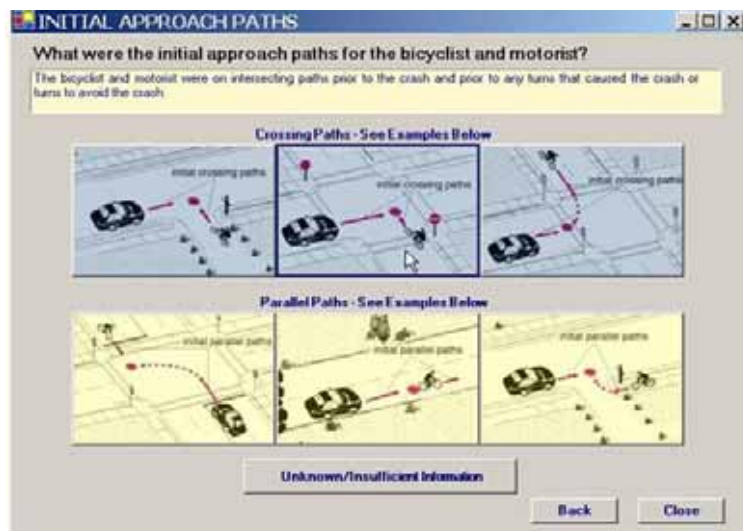 INITIAL APPROACH PATHS
What were the initial approach paths for the bicyclist and motorist?
The bicyclist and motorist were on intersecting paths prior to the crash and prior to any turns that caused the crash or
turns to avoid the crash
Crossing Paths - See Examples Below
initial crossing paths
initial crossing paths
initial crossing paths
Parallel Paths - See Examples Below
initial parallel paths
initial parallel paths
initial parallel paths
Unknown/Insufficient Information
Back
Close